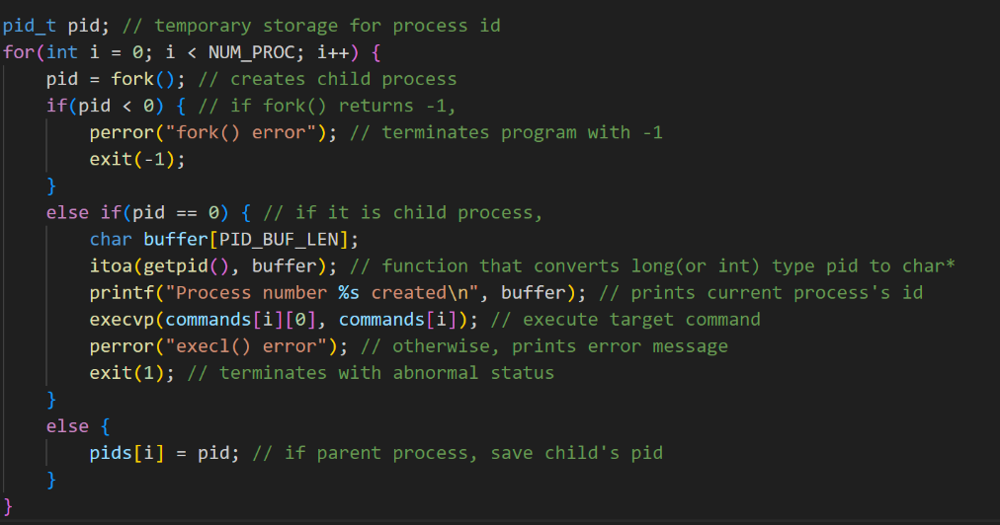 pid_t pid; // temporary storage for process id
for(int i = 0; i < NUM_PROC; i++) {
    pid = fork(); // creates child process
    if(pid < 0) { // if fork() returns -1,
        perror("fork() error"); // terminates program with -1
        exit(-1);
    }
    else if(pid == 0) { // if it is child process,
        char buffer[PID_BUF_LEN];
        itoa(getpid(), buffer); // function that converts long(or int) type pid to char*
        printf("Process number %s created\n", buffer); // prints current process's id
        execvp(commands[i][0], commands[i]); // execute target command
        perror("execl() error"); // otherwise, prints error message
        exit(1); // terminates with abnormal status
    }
    else {
        pids[i] = pid; // if parent process, save child's pid
    }
}